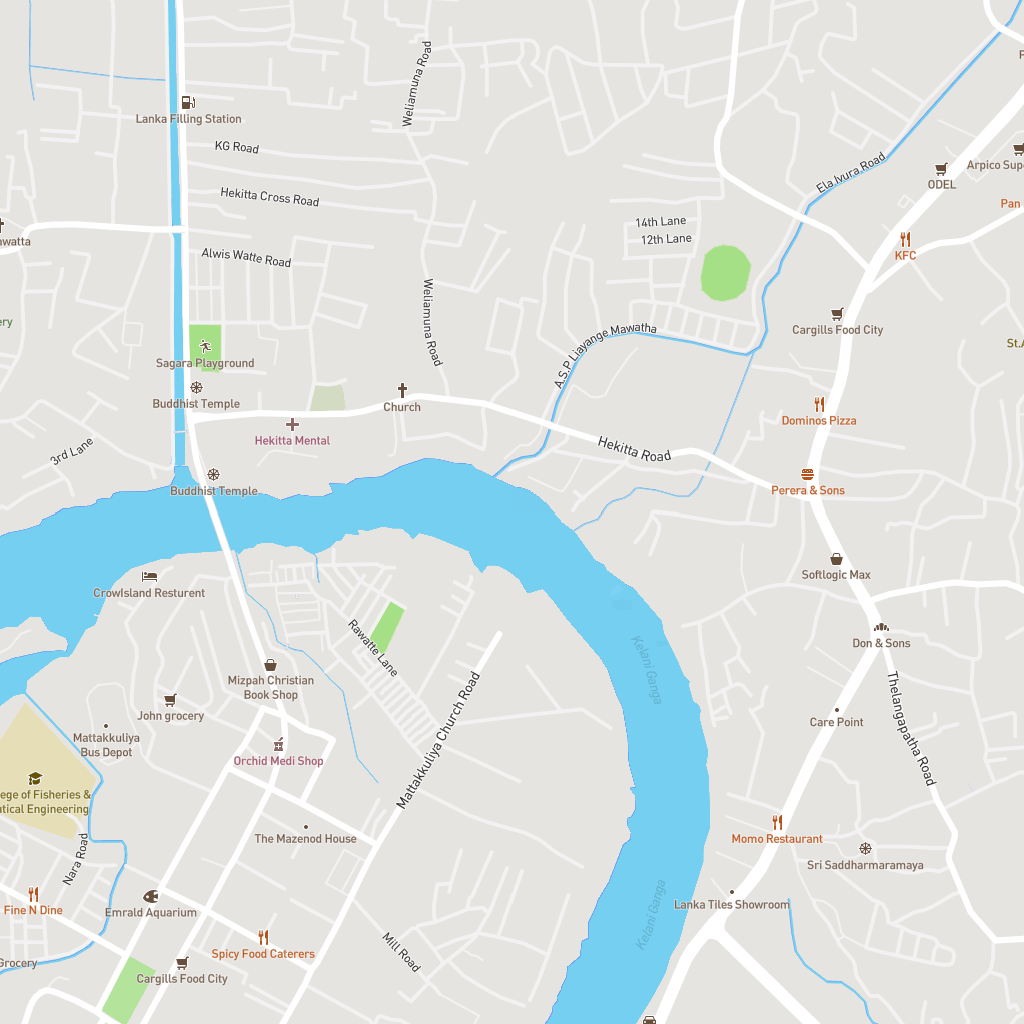 Weliamuna Road
Lanka Filling Station
KG Road
Ela Ivura Road
Arpico Supe
ODEL
Hekitta Cross Road
Pan
14th Lane
12th Lane
watta
Alwis Watte Road
KFC
Weliamuna Road
ery
A.S.P Liayange Mawatha
Cargills Food City
St.A
Sagara Playground
Buddhist Temple
Church
Dominos Pizza
3rd Lane
Hekitta Mental
Hekitta Road
Buddhist Temple
Perera & Sons
Softlogic Max
CrowIsland Resturent
Rawatte Lane
Kelani Ganga
Don & Sons
Mizpah Christian
Book Shop
Thelangapatha Road
John grocery
Mattakkuliya Church Road
Care Point
Mattakkuliya
Bus Depot
Orchid Medi Shop
lege of Fisheries &
utical Engineering
The Mazenod House
Momo Restaurant
Nara Road
Sri Saddharmaramaya
Fine N Dine
Emrald Aquarium
Kelani Ganga
Lanka Tiles Showroom
Spicy Food Caterers
Mill Road
Grocery
Cargills Food City